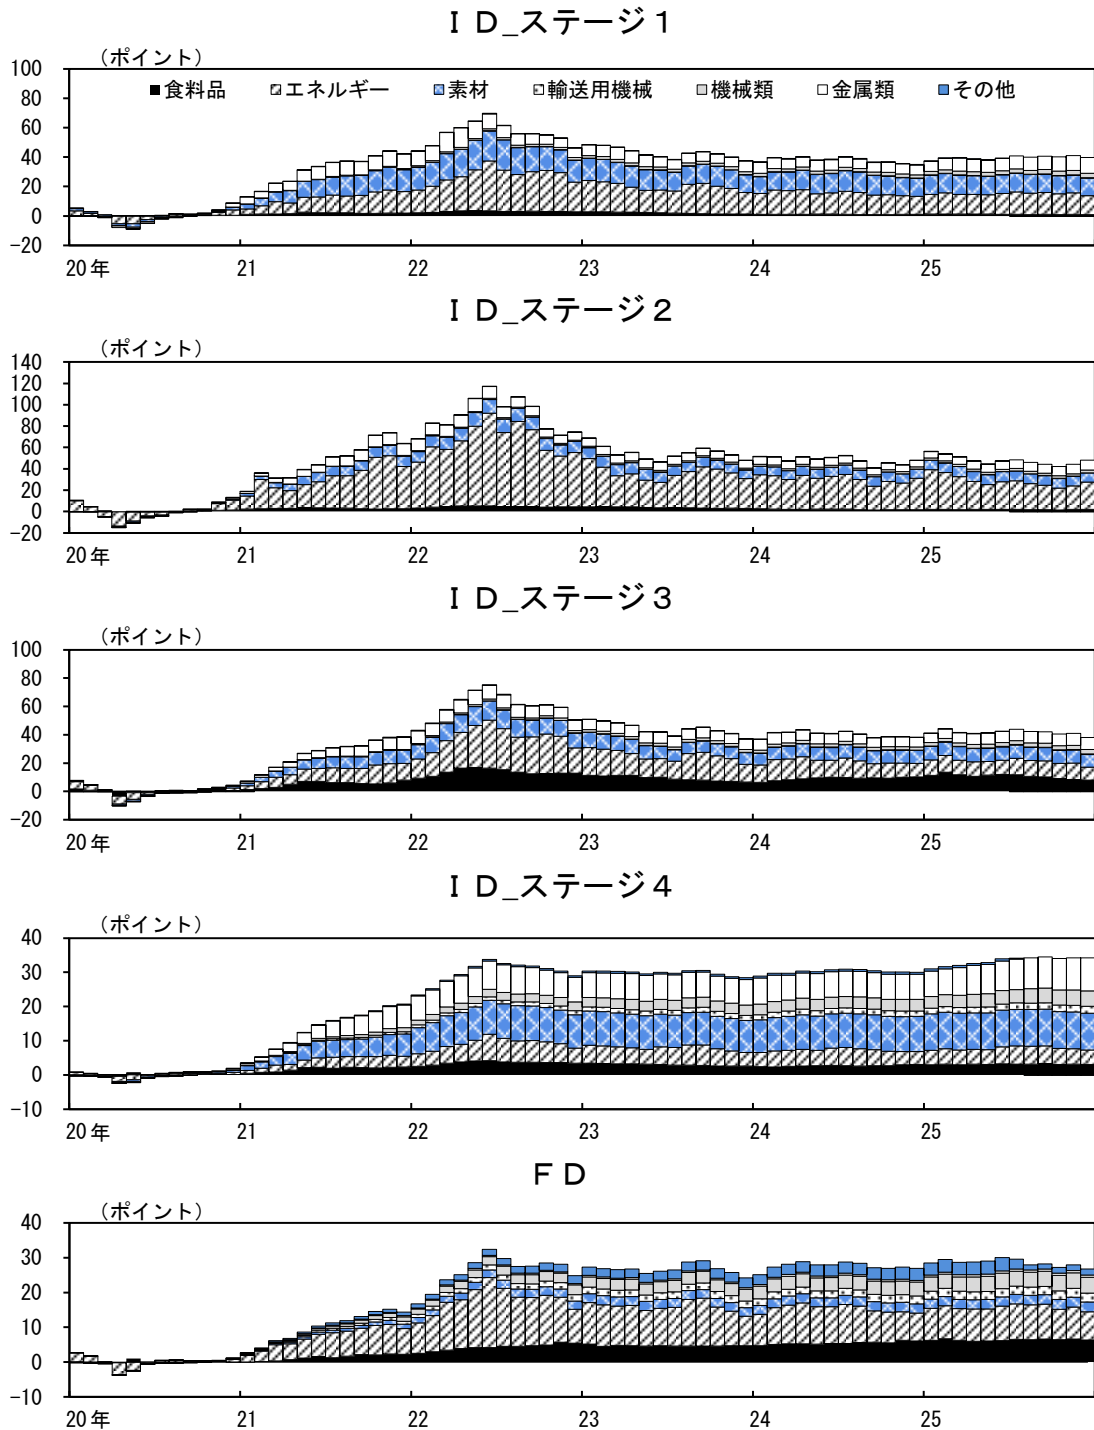 ＩＤ_ステージ１
（ポイント）
100
80
60
40
20
0
−20
■食料品 エネルギー 素材 輸送用機械 機械類 金属類 その他
20年 21 22 23 24 25
ＩＤ_ステージ２
（ポイント）
140
120
100
80
60
40
20
0
−20
20年 21 22 23 24 25
ＩＤ_ステージ３
（ポイント）
100
80
60
40
20
0
−20
20年 21 22 23 24 25
ＩＤ_ステージ４
（ポイント）
40
30
20
10
0
−10
20年 21 22 23 24 25
ＦＤ
（ポイント）
40
30
20
10
0
−10
20年 21 22 23 24 25